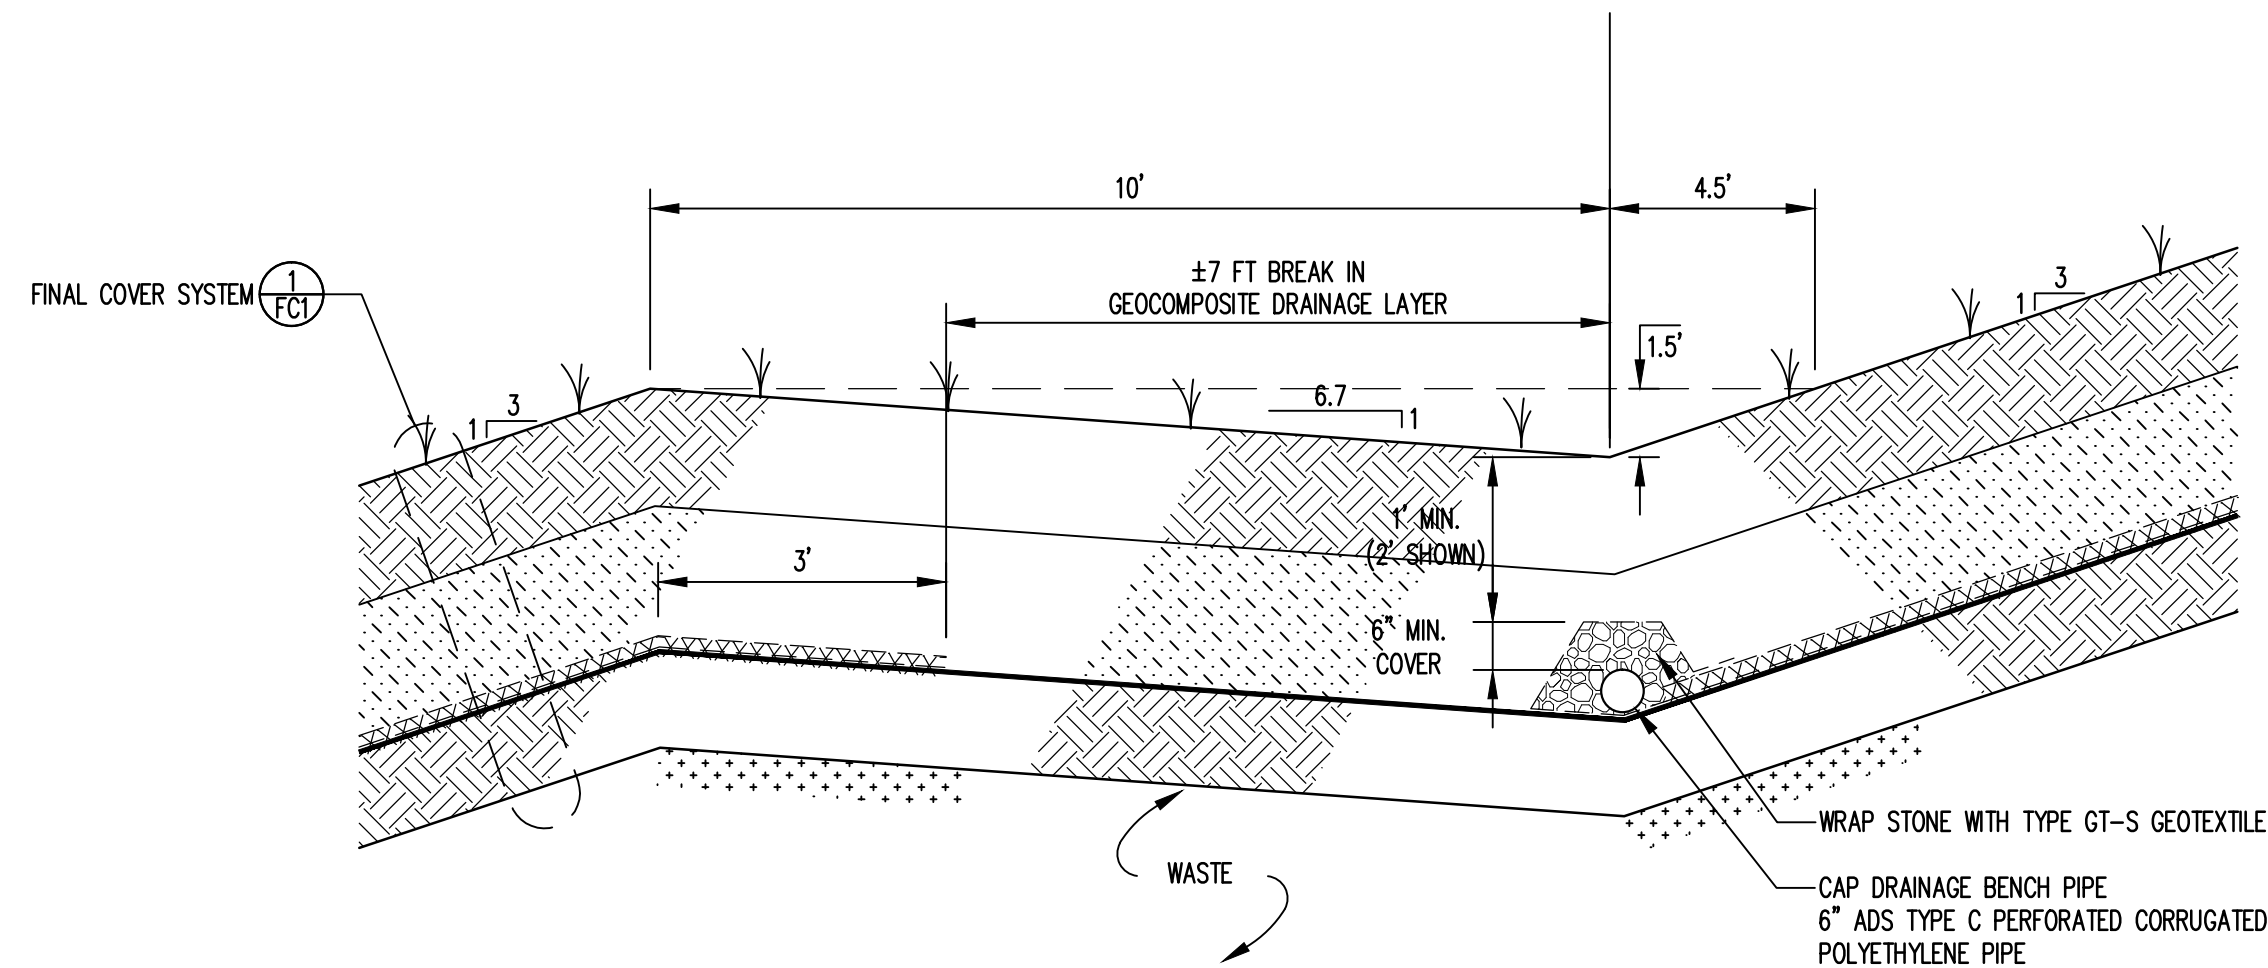 10'
4.5'
±7 FT BREAK IN
GEOCOMPOSITE DRAINAGE LAYER
FINAL COVER SYSTEM
1
FC1
3
1
1.5'
6.7
1
3
1
1' MIN.
(2' SHOWN)
3'
6" MIN.
COVER
WRAP STONE WITH TYPE GT-S GEOTEXTILE
WASTE
CAP DRAINAGE BENCH PIPE
6" ADS TYPE C PERFORATED CORRUGATED
POLYETHYLENE PIPE